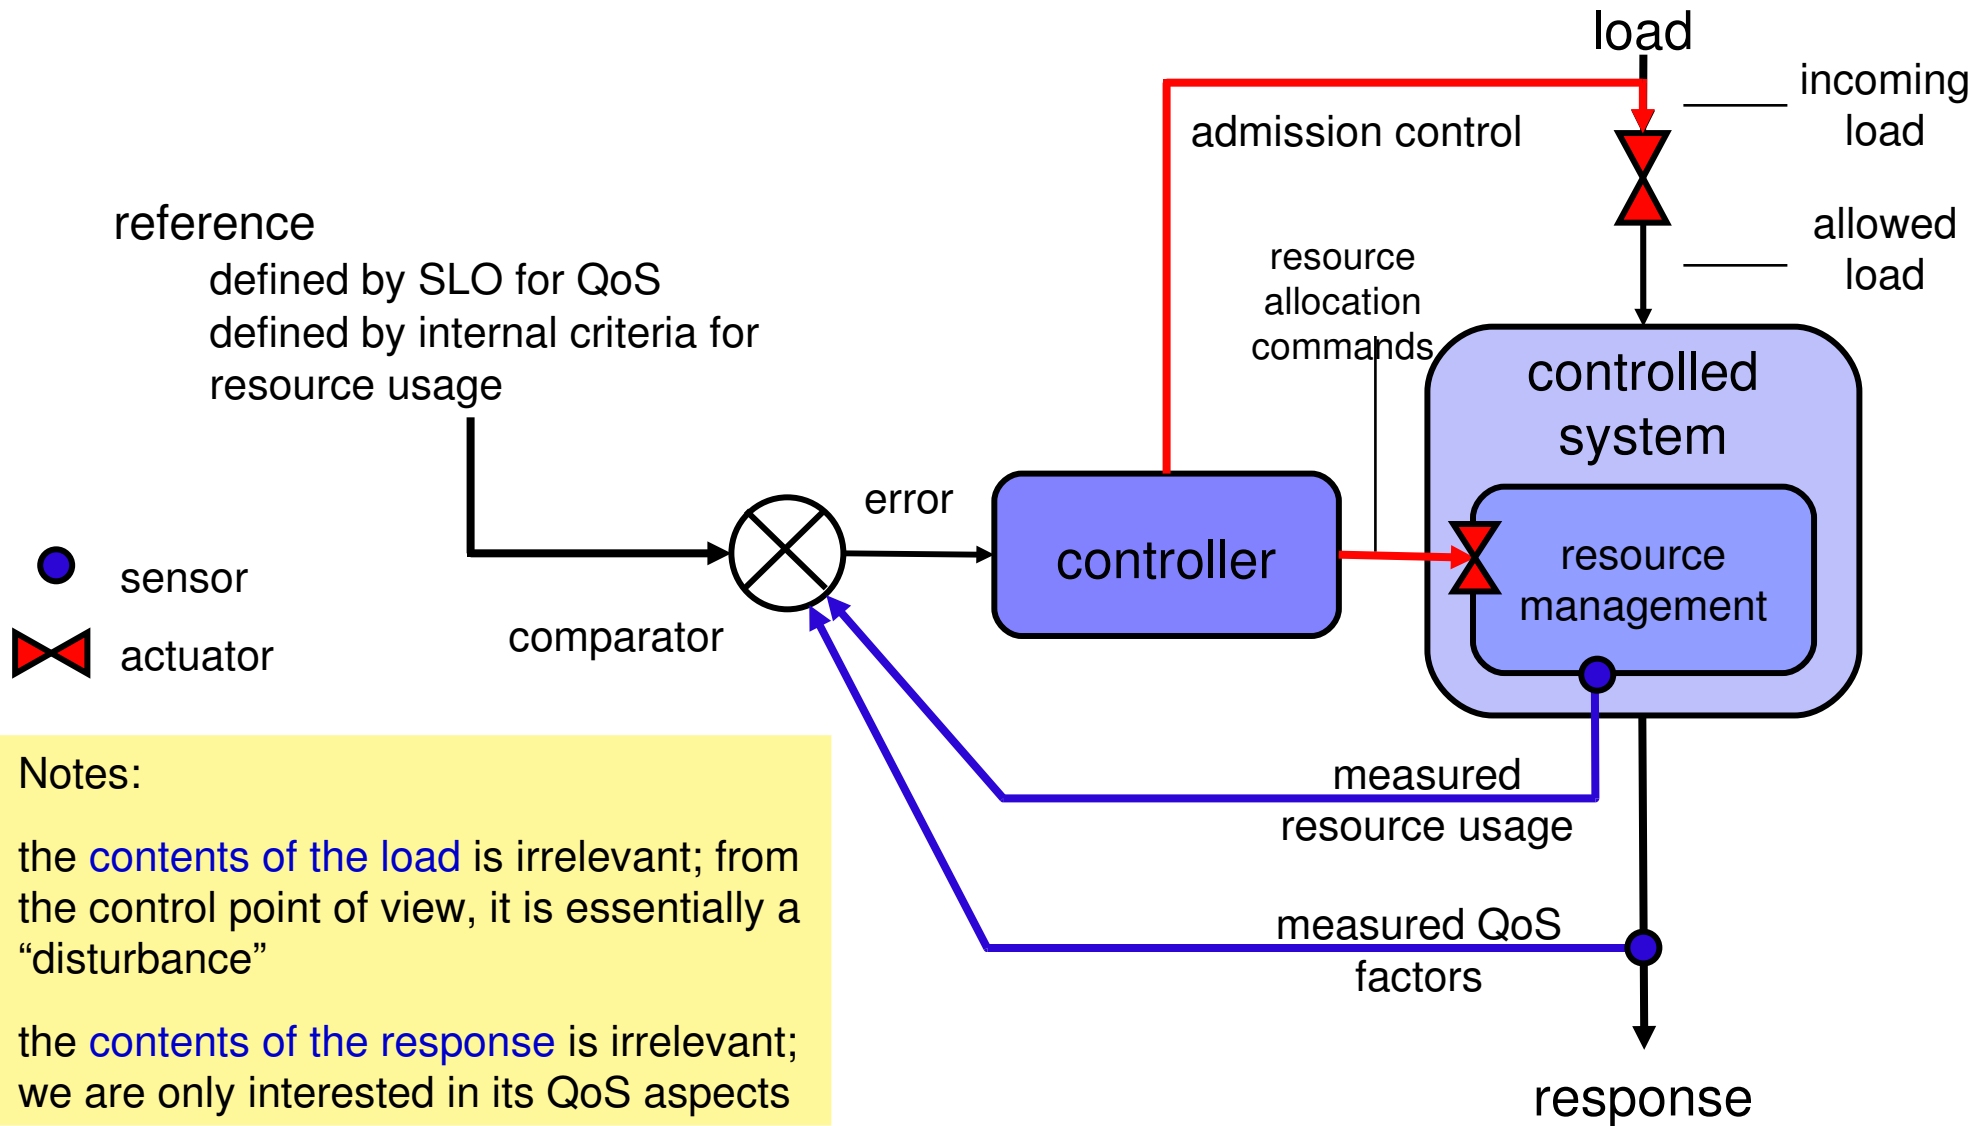 load
incoming
load
admission control
reference
defined by SLO for QoS
defined by internal criteria for
resource usage
allowed
load
resource
allocation
commands
controlled
system
error
controller
resource
management
sensor
actuator
comparator
measured
resource usage
measured QoS
factors
response
Notes:
the contents of the load is irrelevant; from
the control point of view, it is essentially a
“disturbance”
the contents of the response is irrelevant;
we are only interested in its QoS aspects